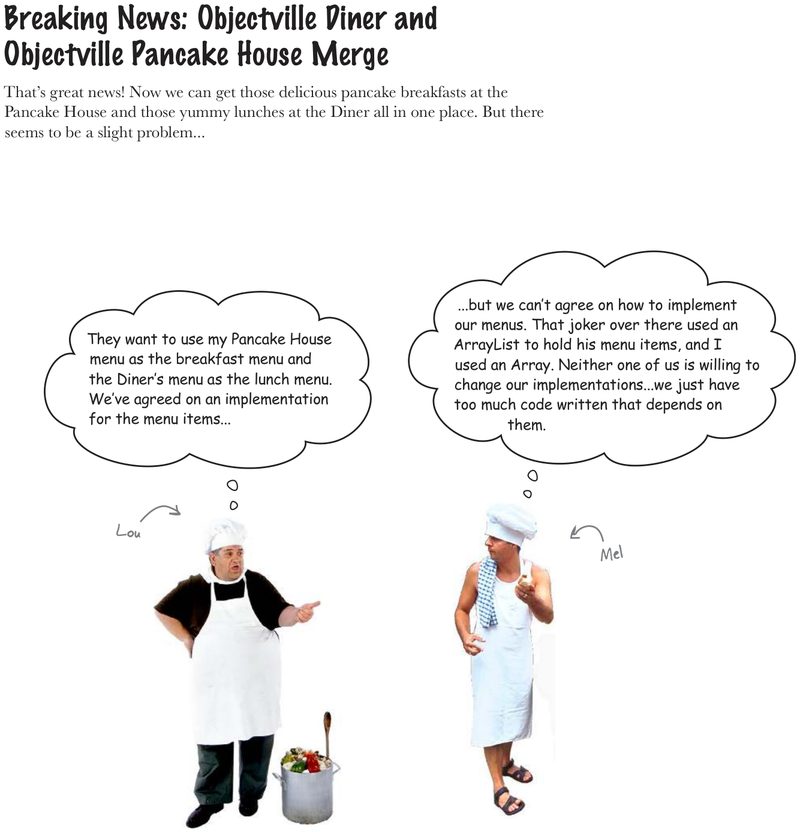 Breaking News: Objectville Diner and
Objectville Pancake House Merge
That's great news! Now we can get those delicious pancake breakfasts at the
Pancake House and those yummy lunches at the Diner all in one place. But there
seems to be a slight problem...
They want to use my Pancake House
menu as the breakfast menu and
the Diner's menu as the lunch menu.
We've agreed on an implementation
for the menu items...
...but we can't agree on how to implement
our menus. That joker over there used an
ArrayList to hold his menu items, and I
used an Array. Neither one of us is willing to
change our implementations...we just have
too much code written that depends on
them.
Lou
Mel